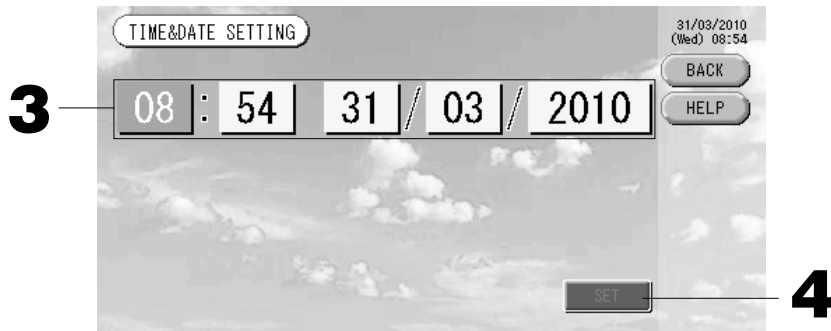 TIME&DATE SETTING
31/03/2010
(Wed) 08:54
BACK
HELP
3
08 : 54 31 / 03 / 2010
SET
4